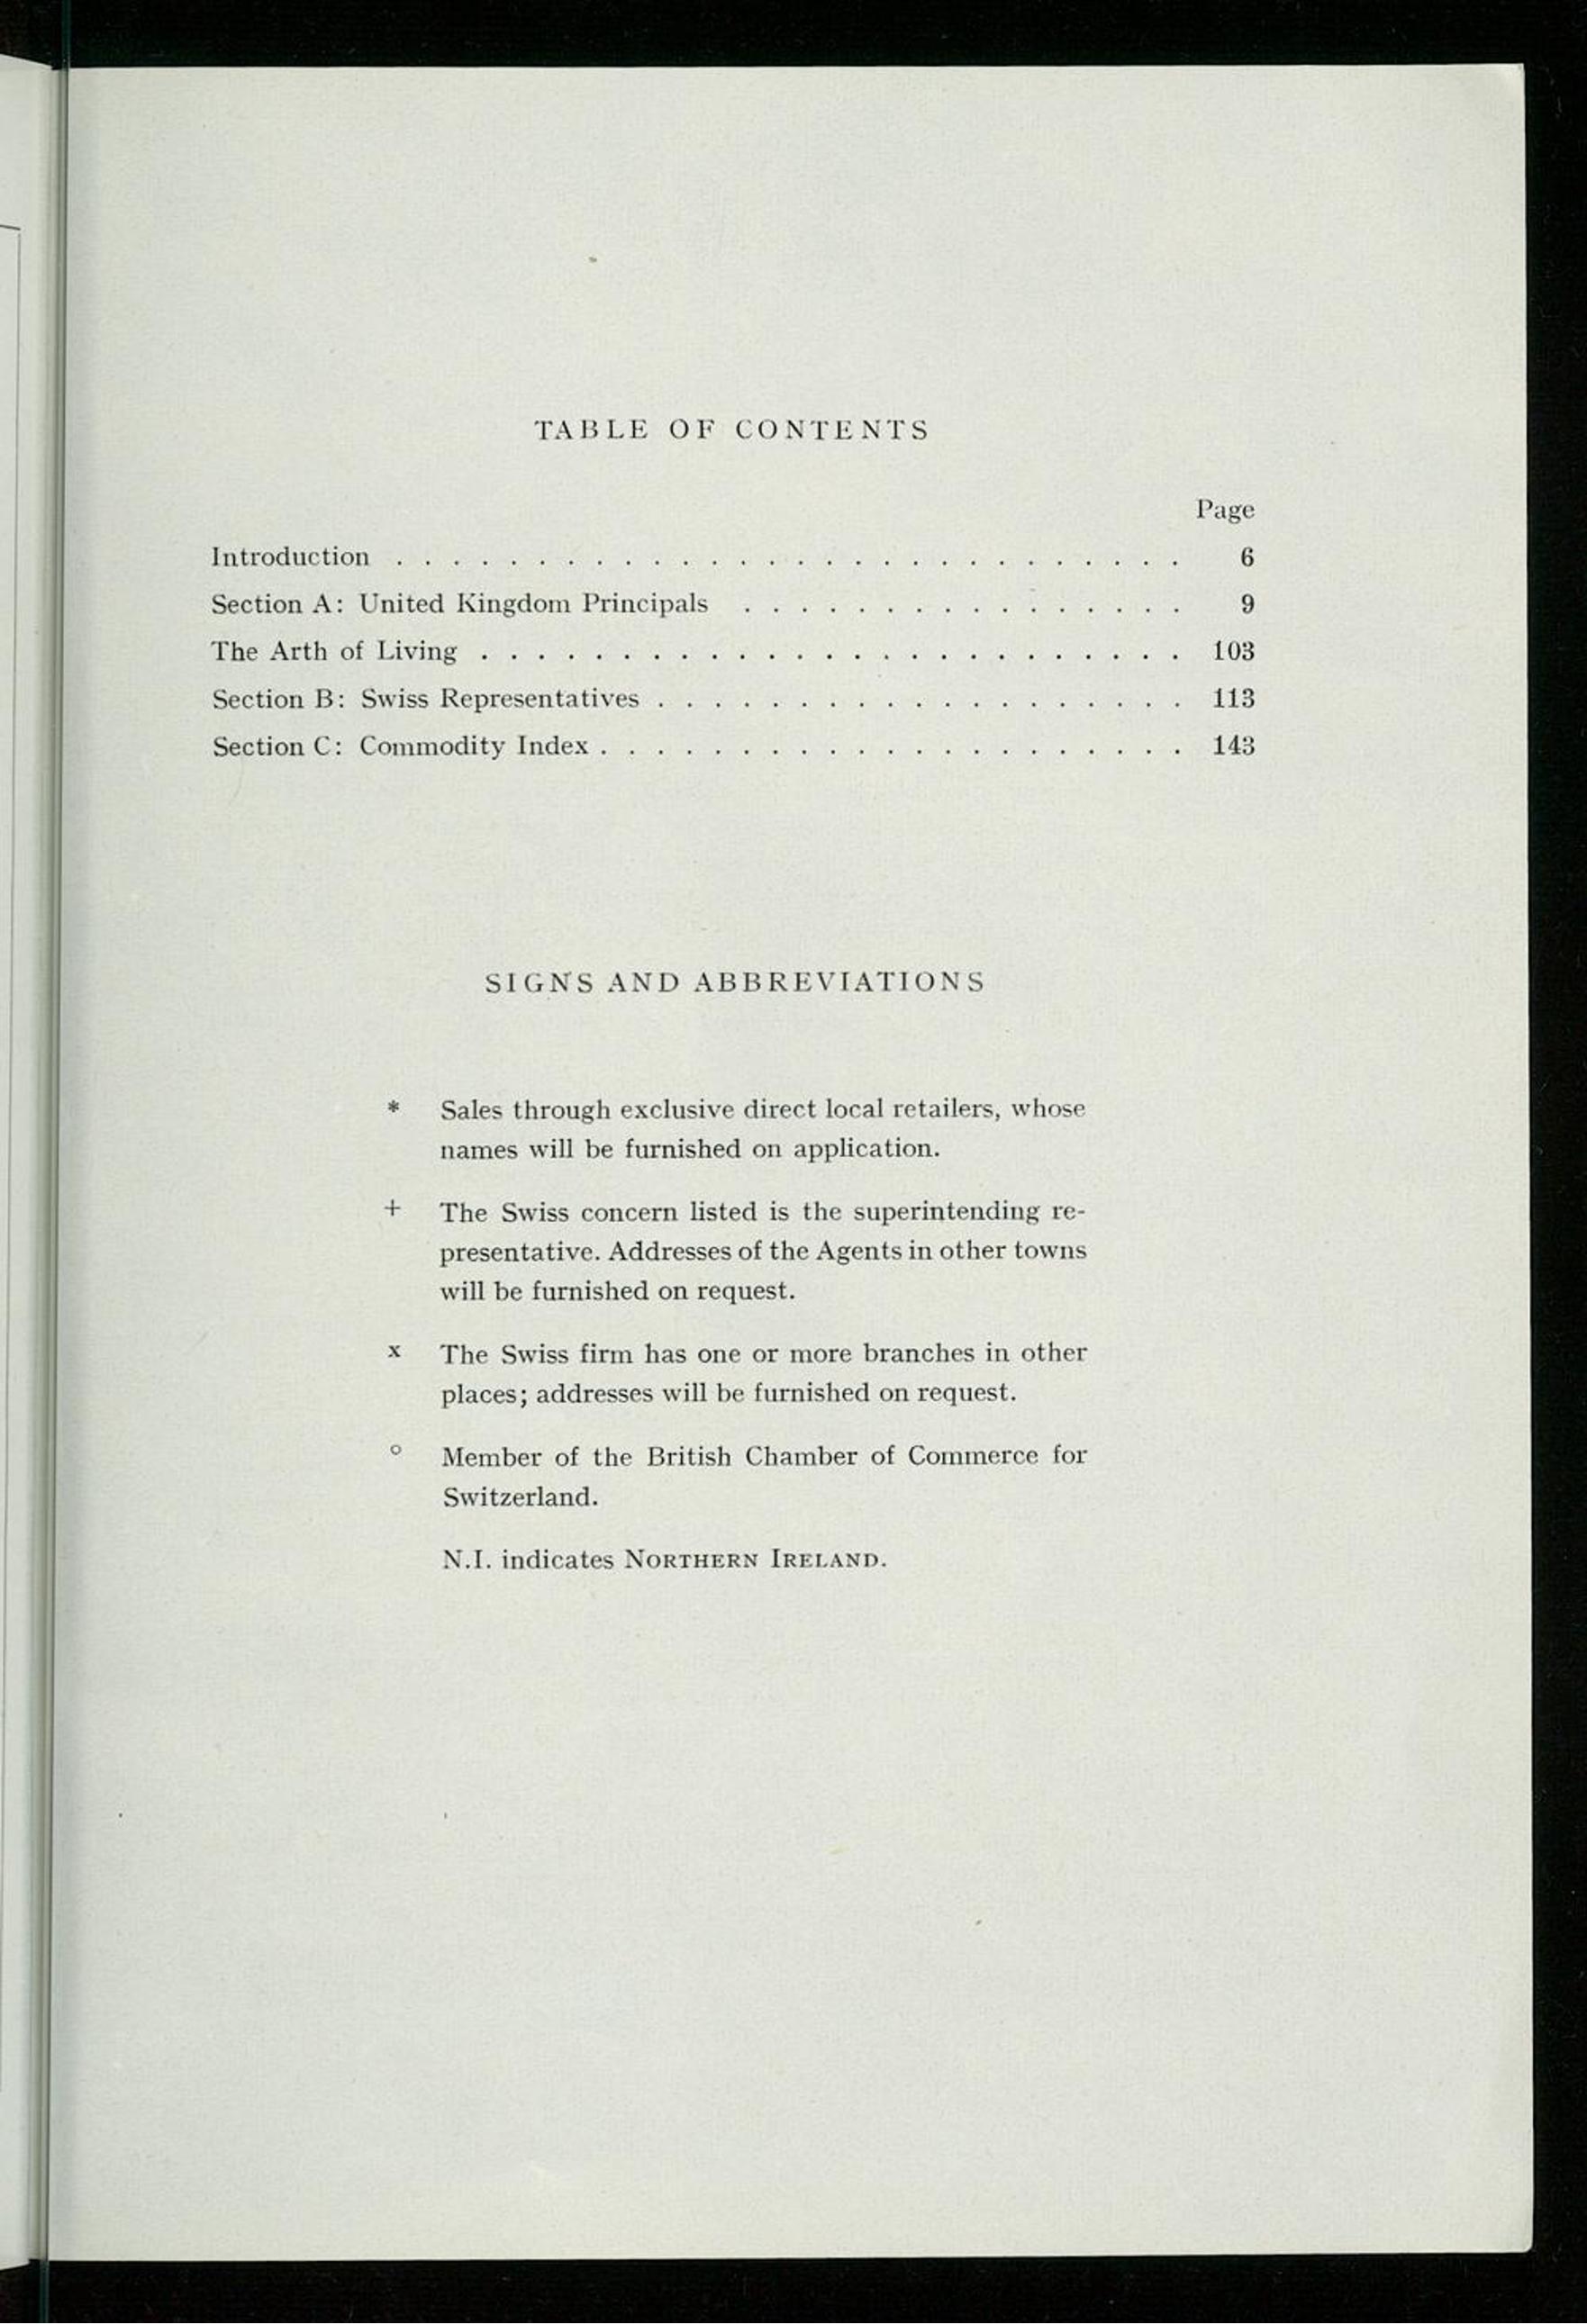 TABLE OF CONTENTS
Page
Introduction . . . . . . . . . . . . . . . . . . . . . . . . . . . . 6
Section A: United Kingdom Principals . . . . . . . . . . . . . . . . 9
The Arth of Living . . . . . . . . . . . . . . . . . . . . . . . . . 103
Section B: Swiss Representatives . . . . . . . . . . . . . . . . . . . 113
Section C: Commodity Index . . . . . . . . . . . . . . . . . . . . . 143
SIGNS AND ABBREVIATIONS
* Sales through exclusive direct local retailers, whose
names will be furnished on application.
+ The Swiss concern listed is the superintending re-
presentative. Addresses of the Agents in other towns
will be furnished on request.
x The Swiss firm has one or more branches in other
places; addresses will be furnished on request.
° Member of the British Chamber of Commerce for
Switzerland.
N.I. indicates NORTHERN IRELAND.